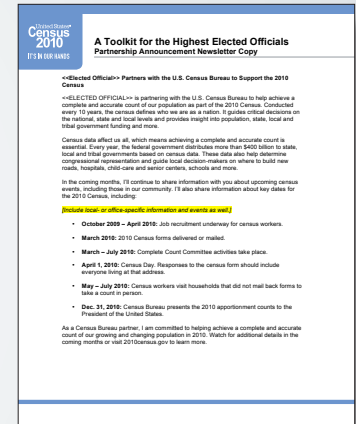 United States®
Census
2010
IT'S IN OUR HANDS
A Toolkit for the Highest Elected Officials
Partnership Announcement Newsletter Copy
<<Elected Official>> Partners with the U.S. Census Bureau to Support the 2010
Census
<<ELECTED OFFICIAL>> is partnering with the U.S. Census Bureau to help achieve a
complete and accurate count of our population as part of the 2010 Census. Conducted
every 10 years, the census defines who we are as a nation. It guides critical decisions on
the national, state and local levels and provides insight into population, state, local and
tribal government funding and more.
Census data affect us all, which means achieving a complete and accurate count is
essential. Every year, the federal government distributes more than $400 billion to state,
local and tribal governments based on census data. These data also help determine
congressional representation and guide local decision-makers on where to build new
roads, hospitals, child-care and senior centers, schools and more.
In the coming months, I'll continue to share information with you about upcoming census
events, including those in our community. I'll also share information about key dates for
the 2010 Census, including:
[Include local- or office-specific information and events as well.]
• October 2009 – April 2010: Job recruitment underway for census workers.
• March 2010: 2010 Census forms delivered or mailed.
• March – July 2010: Complete Count Committee activities take place.
• April 1, 2010: Census Day. Responses to the census form should include
everyone living at that address.
• May – July 2010: Census workers visit households that did not mail back forms to
take a count in person.
• Dec. 31, 2010: Census Bureau presents the 2010 apportionment counts to the
President of the United States.
As a Census Bureau partner, I am committed to helping achieve a complete and accurate
count of our growing and changing population in 2010. Watch for additional details in the
coming months or visit 2010census.gov to learn more.